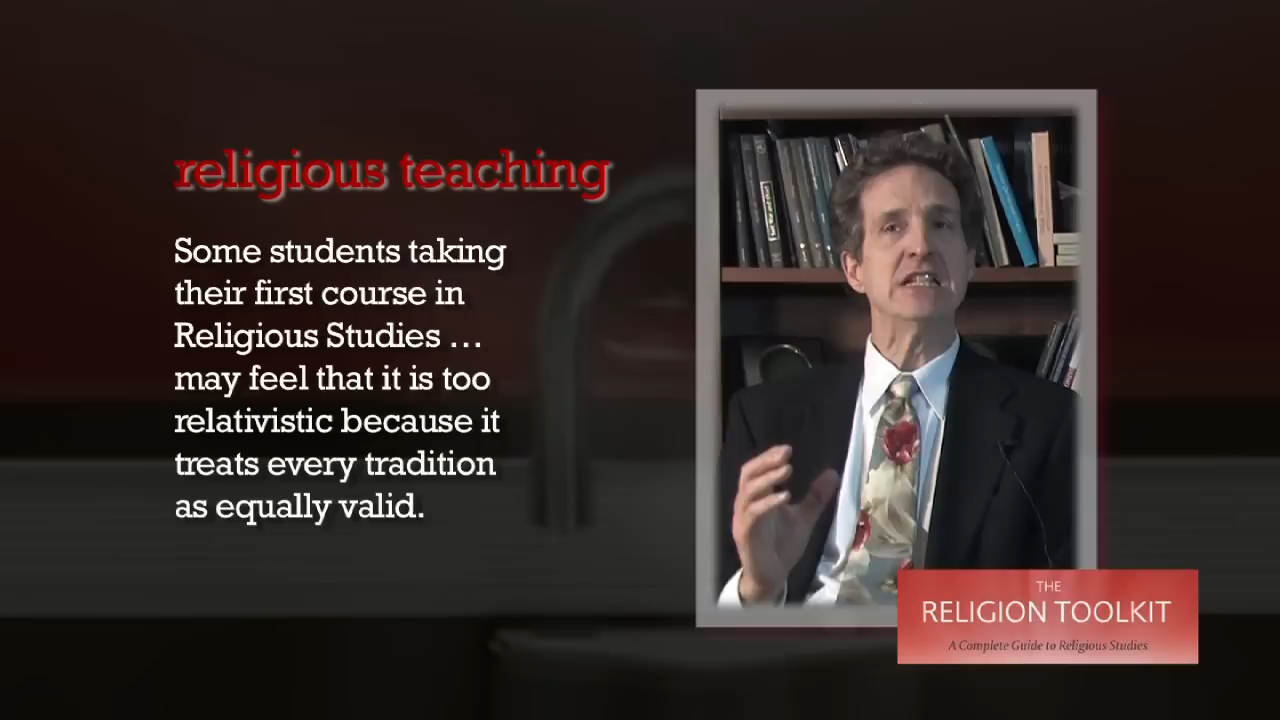 religious teaching
Some students taking
their first course in
Religious Studies …
may feel that it is too
relativistic because it
treats every tradition
as equally valid.
THE
RELIGION TOOLKIT
A Complete Guide to Religious Studies